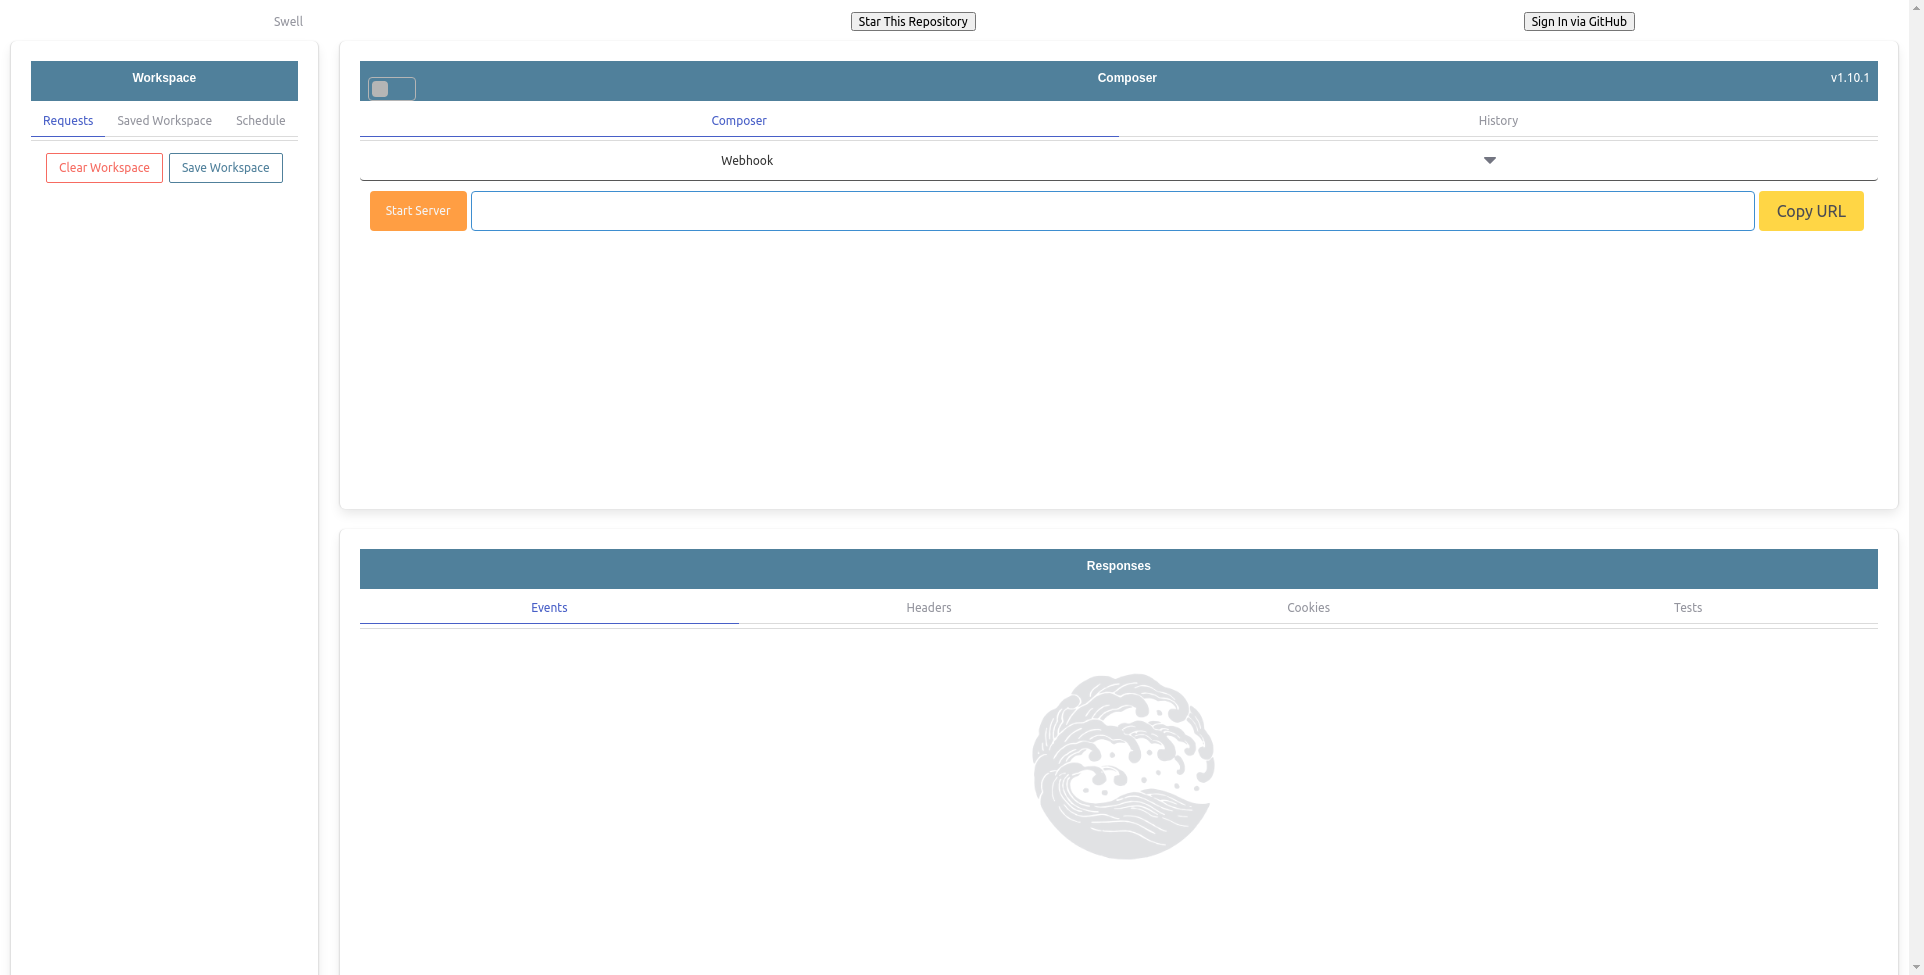 Swell
Star This Repository
Sign In via GitHub
Workspace
Requests
Saved Workspace
Schedule
Clear Workspace
Save Workspace
Composer
v1.10.1
Composer
History
Webhook
Start Server
Copy URL
Responses
Events
Headers
Cookies
Tests